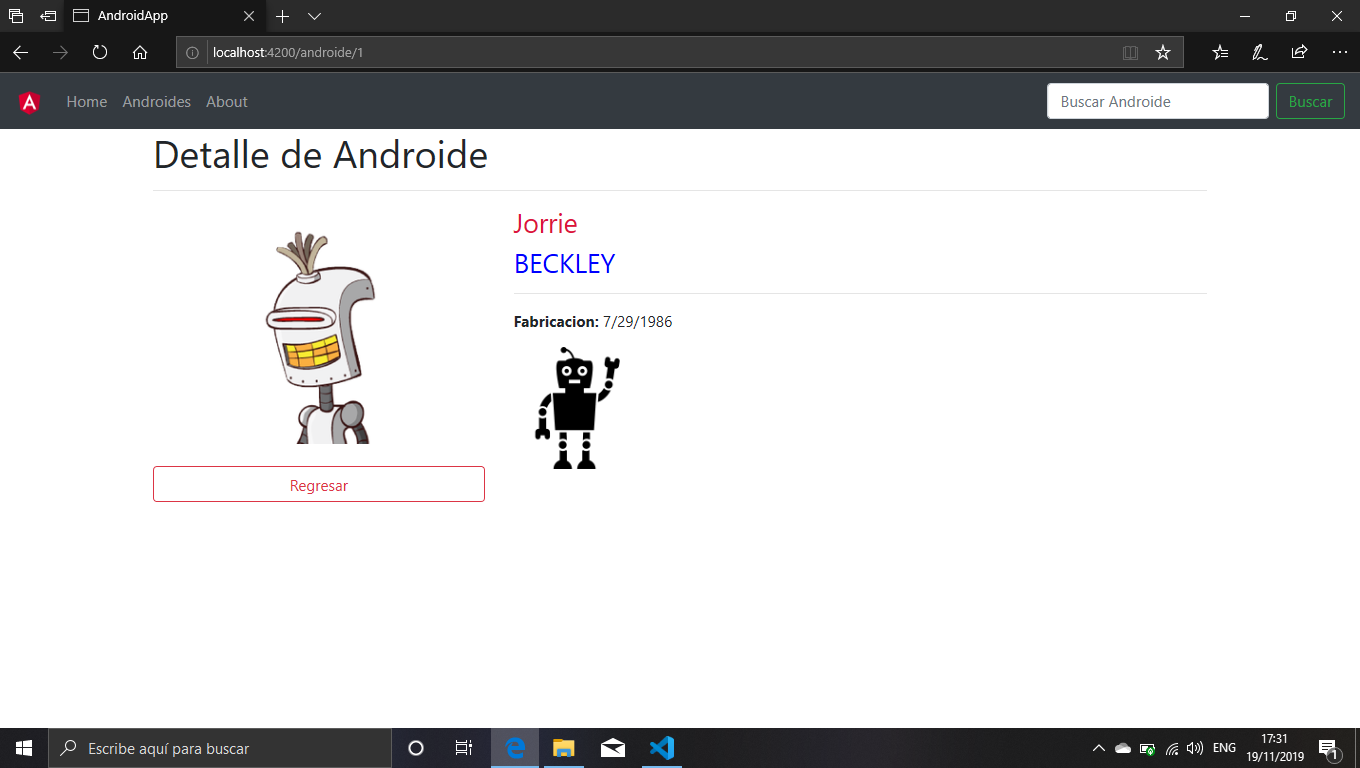 AndroidApp
localhost:4200/androide/1
Home Androides About
Buscar Androide
Buscar
Detalle de Androide
Jorrie
BECKLEY
Fabricacion: 7/29/1986
Regresar
Escribe aquí para buscar
ENG
17:31
19/11/2019
1